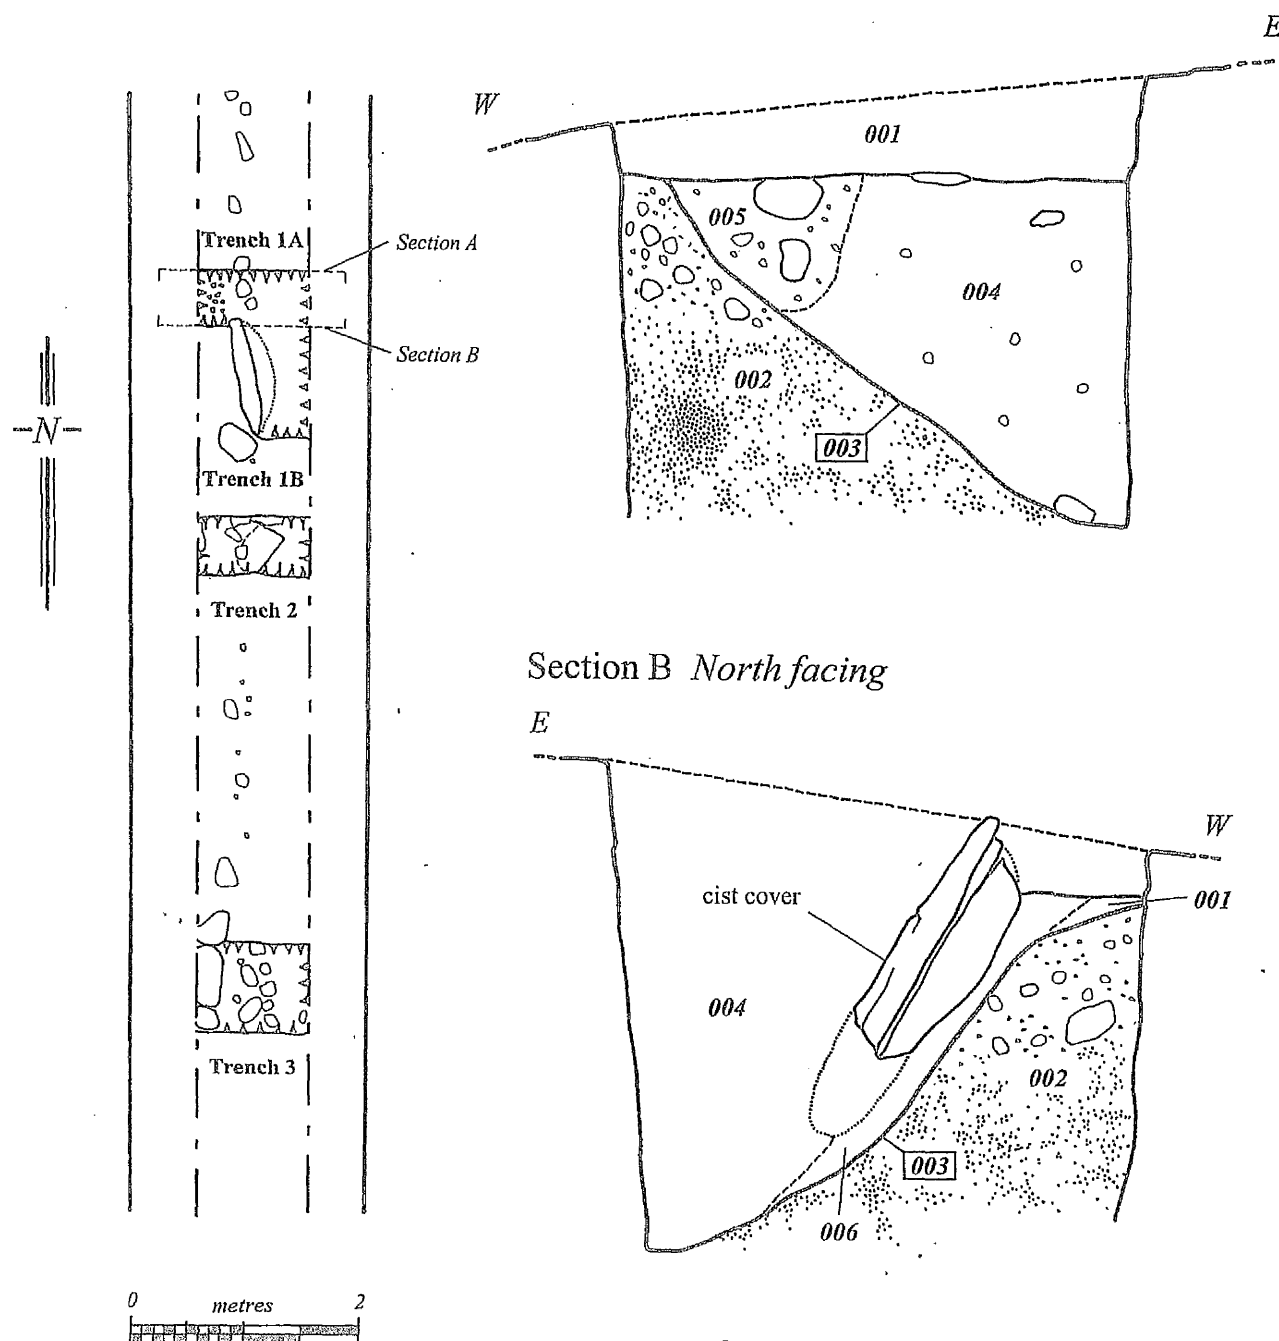 Trench 1A
Section A
Section B
N
Trench 1B
Trench 2
Trench 3
0 metres 2
W
E
001
005
004
002
003
Section B North facing
E
W
cist cover
001
004
002
003
006